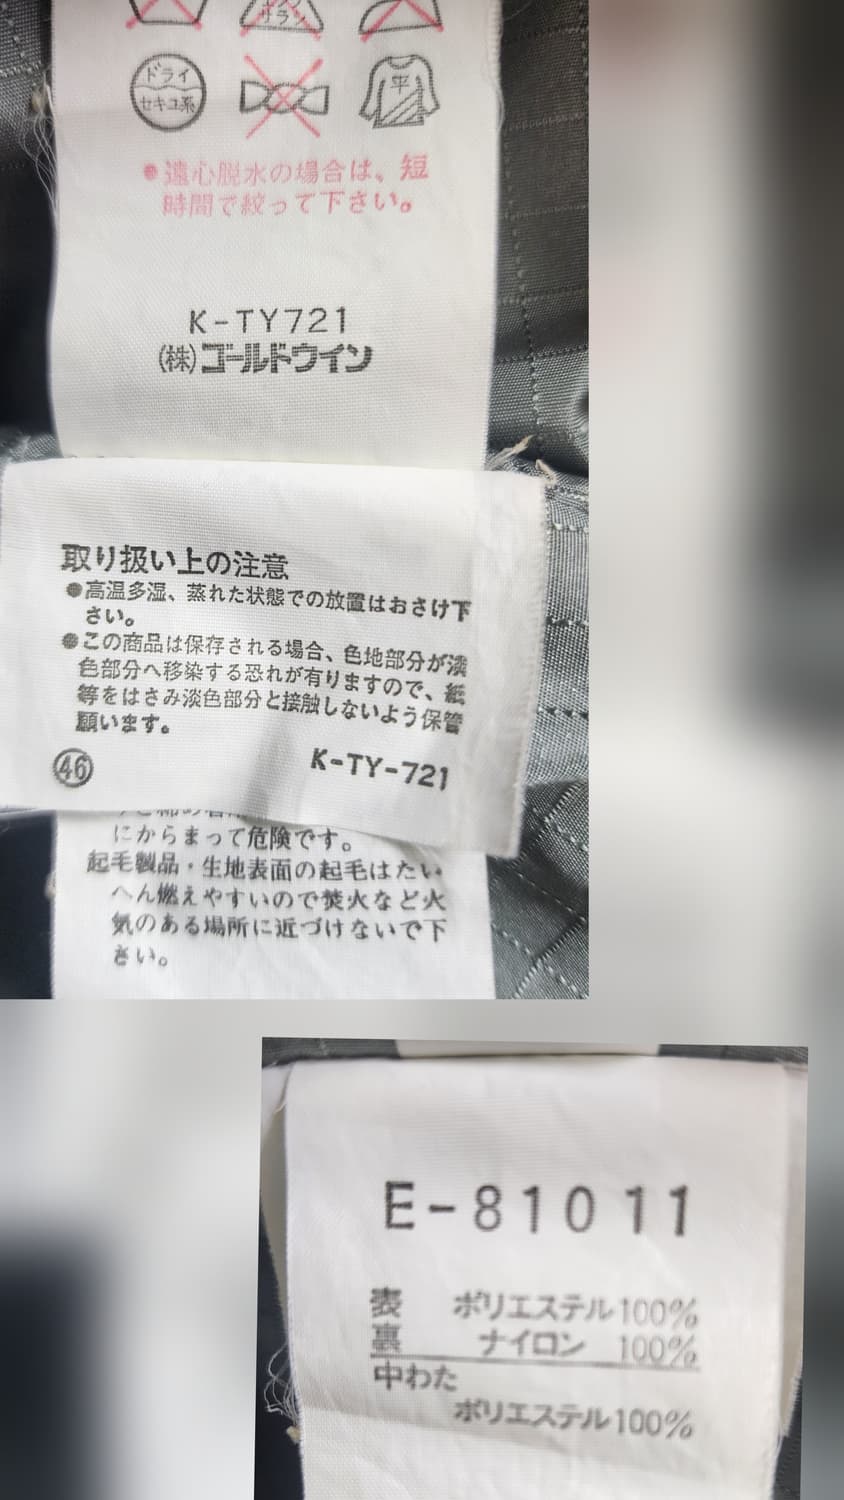 サラシ
ドライ
セキユ系
平
●遠心脱水の場合は、短
時間で絞って下さい。
K-TY721
(株)ゴールドウイン
取り扱い上の注意
●高温多湿、蒸れた状態での放置はおさけ下
さい。
●この商品は保存される場合、色地部分が淡
色部分へ移染する恐れが有りますので、紙
等をはさみ淡色部分と接触しないよう保管
願います。
46 K-TY-721
にからまって危険です。
起毛製品・生地表面の起毛はたい
へん燃えやすいので焚火など火
気のある場所に近づけないで下
さい。
E-81011
表 ポリエステル100%
裏 ナイロン 100%
中わた
ポリエステル100%